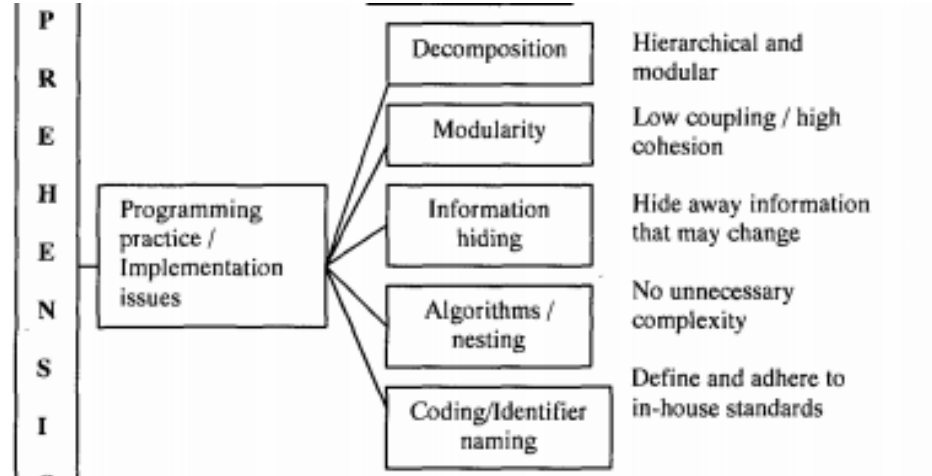 P
R
E
H
E
N
S
I
Programming
practice /
Implementation
issues
Decomposition
Hierarchical and
modular
Modularity
Low coupling / high
cohesion
Information
hiding
Hide away information
that may change
Algorithms /
nesting
No unnecessary
complexity
Coding/Identifier
naming
Define and adhere to
in-house standards